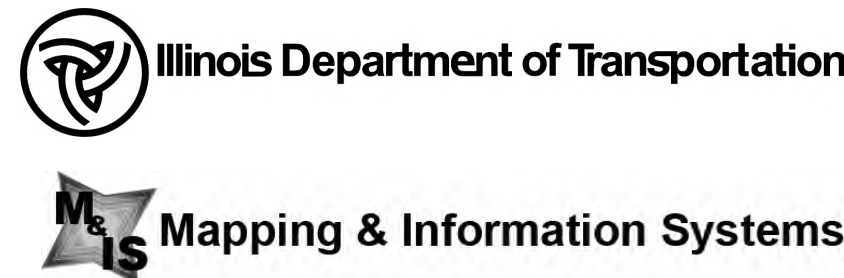 Illinois Department of Transportation
M&IS Mapping & Information Systems